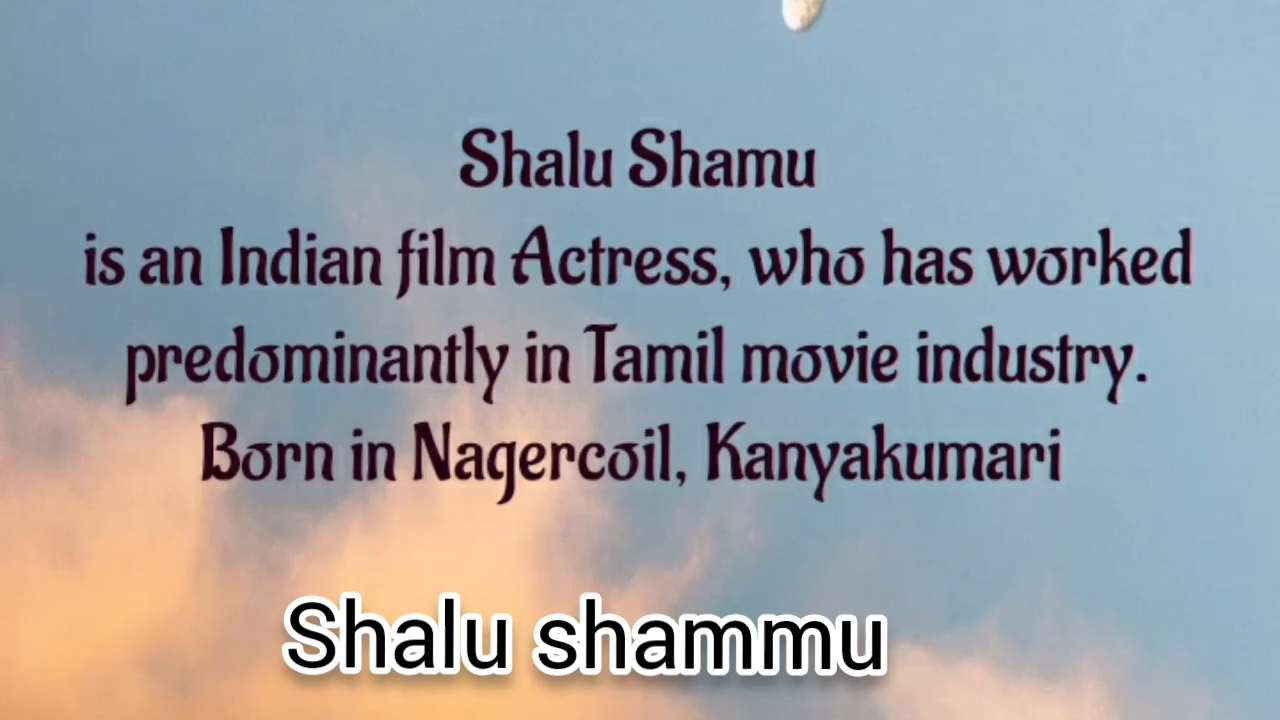 Shalu Shamu
is an Indian film Actress, who has worked
predominantly in Tamil movie industry.
Born in Nagercoil, Kanyakumari
Shalu shammu